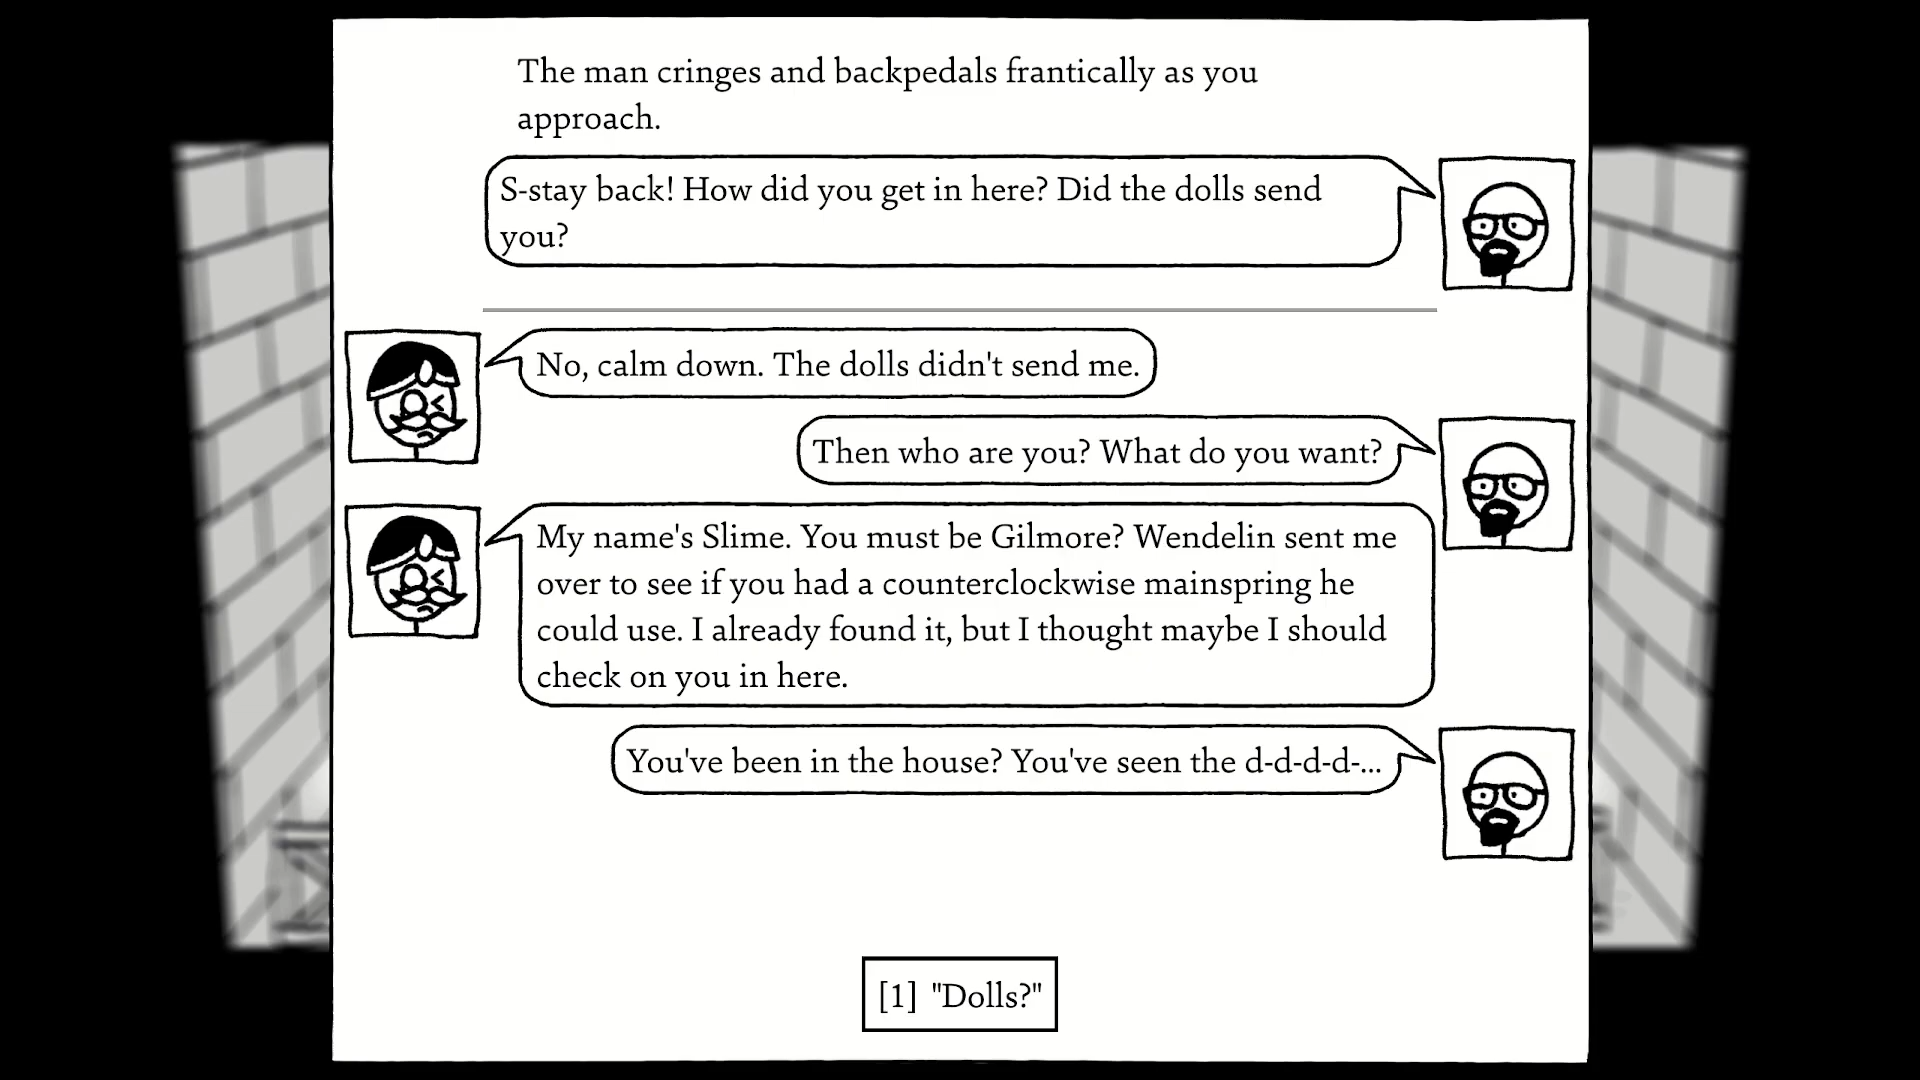 The man cringes and backpedals frantically as you
approach.
S-stay back! How did you get in here? Did the dolls send
you?
No, calm down. The dolls didn't send me.
Then who are you? What do you want?
My name's Slime. You must be Gilmore? Wendelin sent me
over to see if you had a counterclockwise mainspring he
could use. I already found it, but I thought maybe I should
check on you in here.
You've been in the house? You've seen the d-d-d-d-...
[1] "Dolls?"